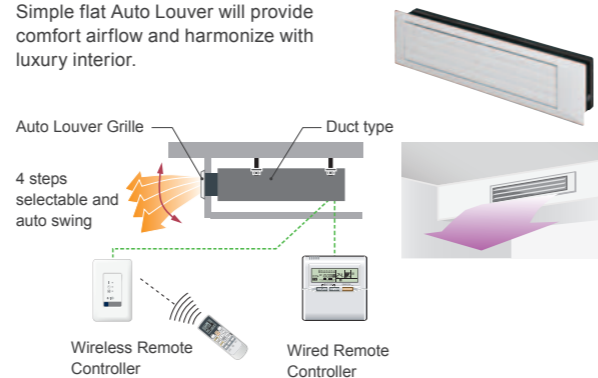 Simple flat Auto Louver will provide
comfort airflow and harmonize with
luxury interior.
Auto Louver Grille
Duct type
4 steps
selectable and
auto swing
Wireless Remote
Controller
Wired Remote
Controller